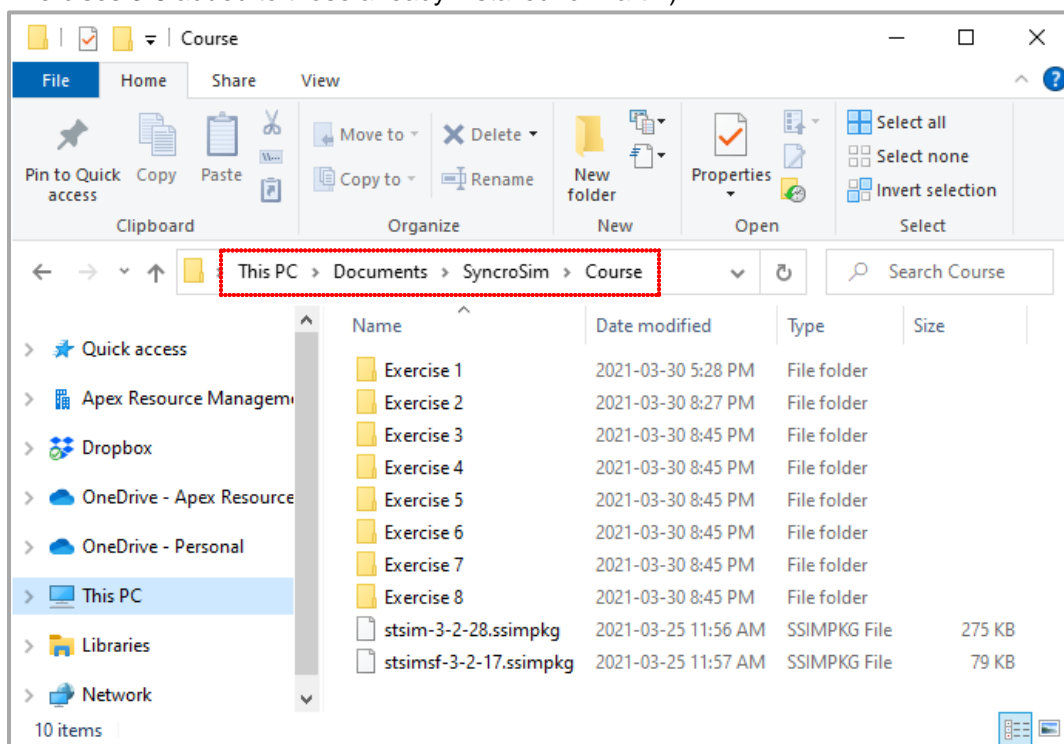 Course
File Home Share View
Pin to Quick access
Copy
Paste
Move to
Copy to
Delete
Rename
New folder
Properties
Select all
Select none
Invert selection
Clipboard Organize New Open Select
This PC > Documents > SyncroSim > Course
Search Course
Name Date modified Type Size
Quick access
Apex Resource Managem
Dropbox
OneDrive - Apex Resource
OneDrive - Personal
This PC
Libraries
Network
Exercise 1 2021-03-30 5:28 PM File folder
Exercise 2 2021-03-30 8:27 PM File folder
Exercise 3 2021-03-30 8:45 PM File folder
Exercise 4 2021-03-30 8:45 PM File folder
Exercise 5 2021-03-30 8:45 PM File folder
Exercise 6 2021-03-30 8:45 PM File folder
Exercise 7 2021-03-30 8:45 PM File folder
Exercise 8 2021-03-30 8:45 PM File folder
stsim-3-2-28.ssimpkg 2021-03-25 11:56 AM SSIMPKG File 275 KB
stsimsf-3-2-17.ssimpkg 2021-03-25 11:57 AM SSIMPKG File 79 KB
10 items